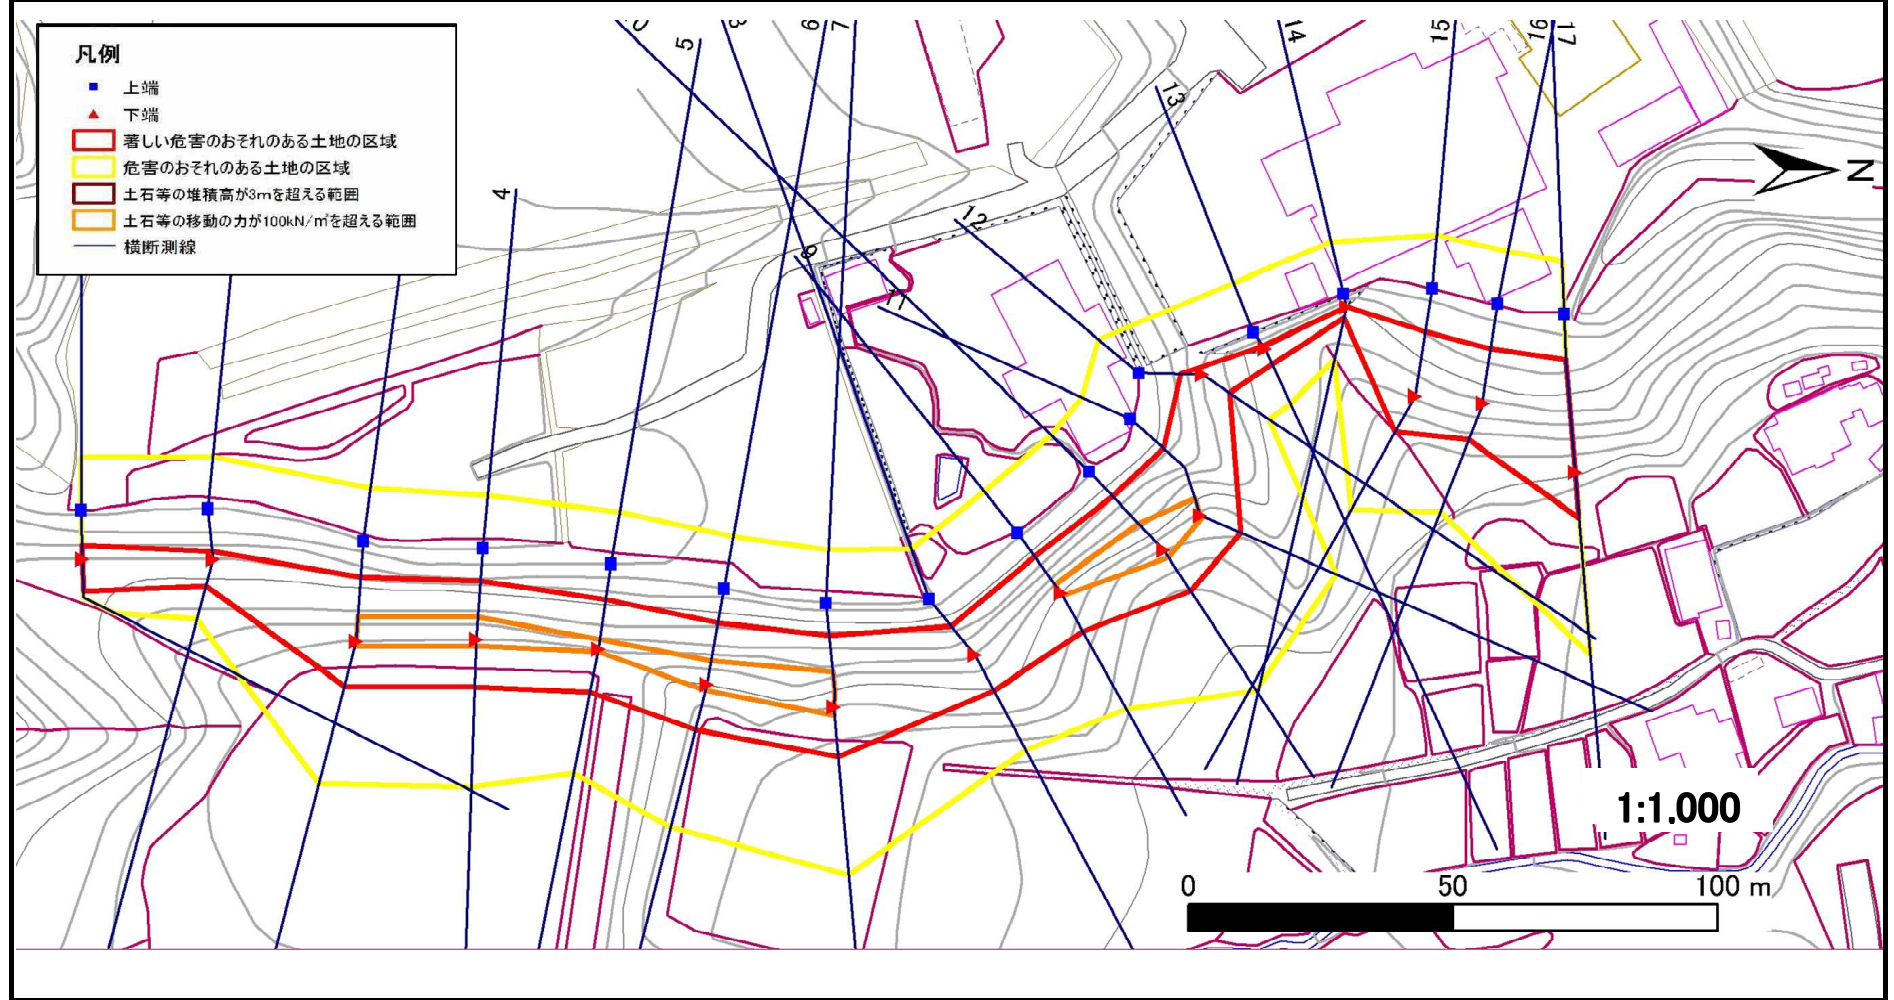 凡例
上端
下端
著しい危害のおそれのある土地の区域
危害のおそれのある土地の区域
土石等の堆積高が3mを超える範囲
土石等の移動の力が100kN/㎡を超える範囲
横断測線
4
5
6
7
9
11
12
13
14
15
16
17
N
1:1,000
0 50 100 m